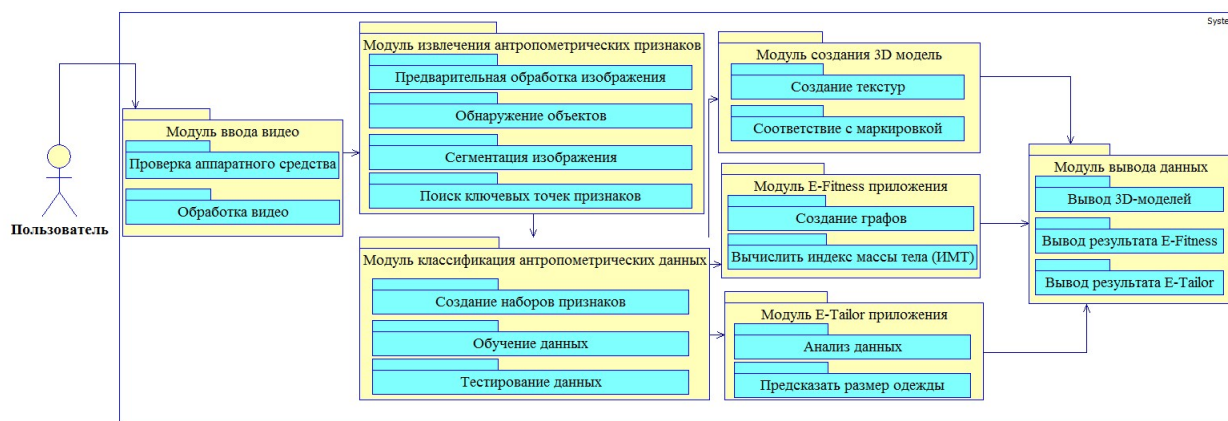 Syste
Пользователь
Модуль ввода видео
Проверка аппаратного средства
Обработка видео
Модуль извлечения антропометрических признаков
Предварительная обработка изображения
Обнаружение объектов
Сегментация изображения
Поиск ключевых точек признаков
Модуль классификация антропометрических данных
Создание наборов признаков
Обучение данных
Тестирование данных
Модуль создания 3D модель
Создание текстур
Соответствие с маркировкой
Модуль E-Fitness приложения
Создание графов
Вычислить индекс массы тела (ИМТ)
Модуль E-Tailor приложения
Анализ данных
Предсказать размер одежды
Модуль вывода данных
Вывод 3D-моделей
Вывод результата E-Fitness
Вывод результата E-Tailor